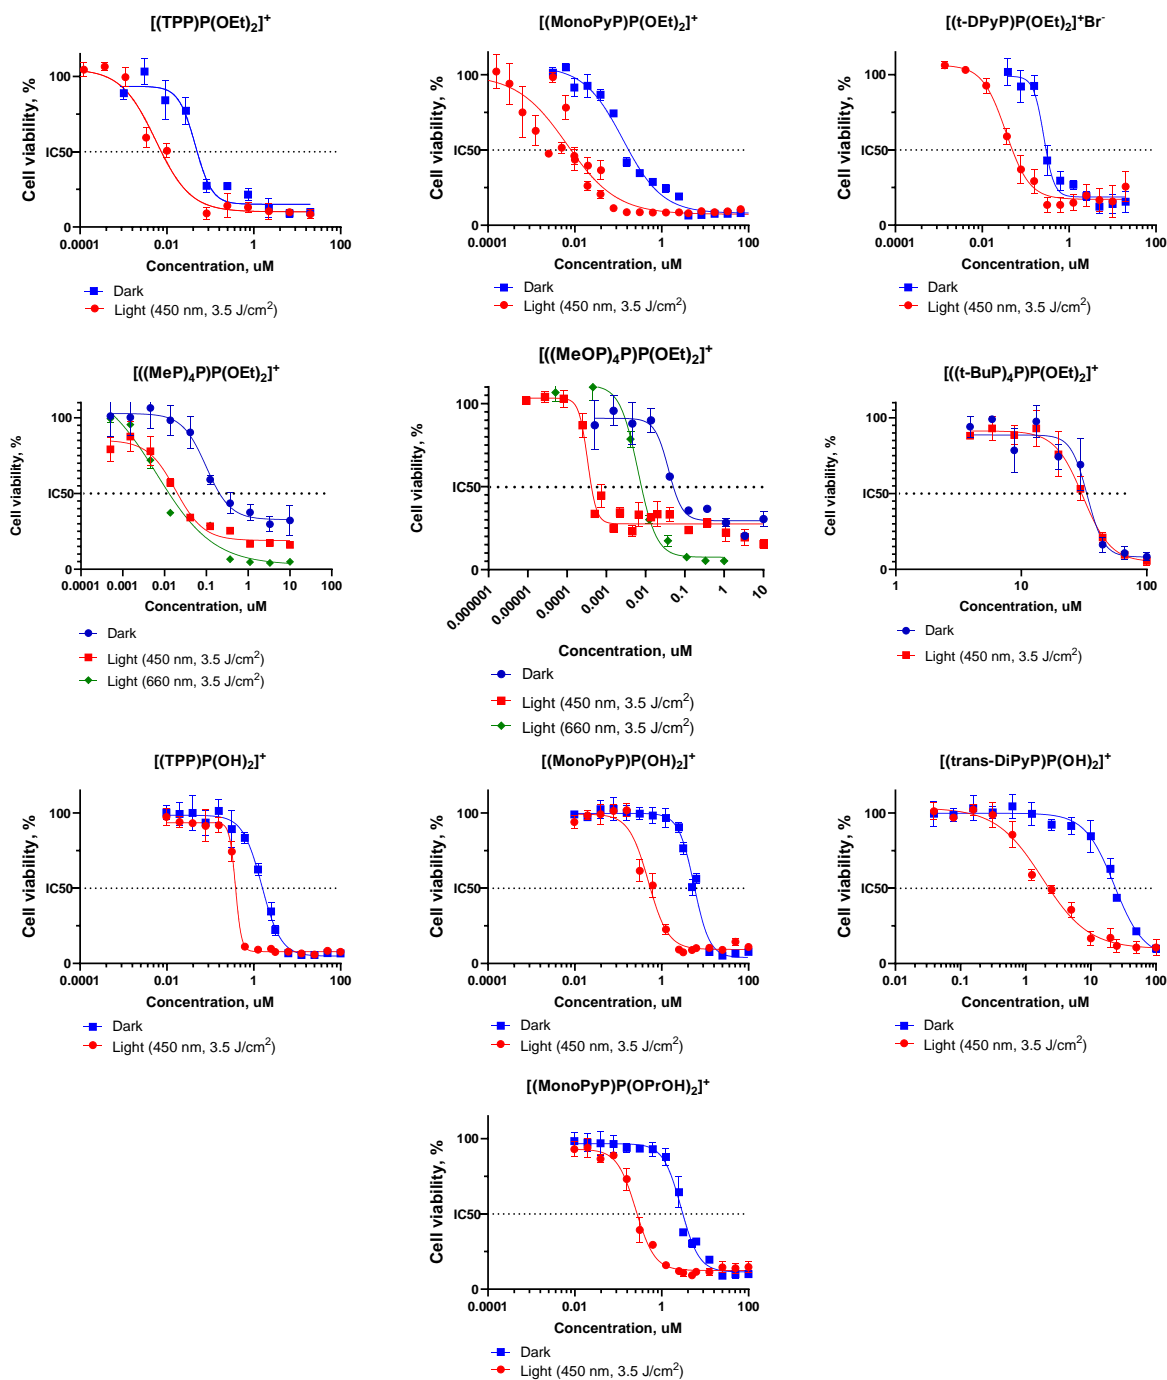 [(TPP)P(OEt)2]+
Cell viability, %
100
IC50
0
0.0001 0.01 1 100
Concentration, uM
Dark
Light (450 nm, 3.5 J/cm2)
[(MonoPyP)P(OEt)2]+
Cell viability, %
100
IC50
0
0.0001 0.01 1 100
Concentration, uM
Dark
Light (450 nm, 3.5 J/cm2)
[(t-DPyP)P(OEt)2]+Br-
Cell viability, %
100
IC50
0
0.0001 0.01 1 100
Concentration, uM
Dark
Light (450 nm, 3.5 J/cm2)
[((MeP)4P)P(OEt)2]+
Cell viability, %
100
IC50
0
0.0001 0.001 0.01 0.1 1 10 100
Concentration, uM
Dark
Light (450 nm, 3.5 J/cm2)
Light (660 nm, 3.5 J/cm2)
[((MeOP)4P)P(OEt)2]+
Cell viability, %
100
IC50
0
0.000001 0.00001 0.0001 0.001 0.01 0.1 1 10
Concentration, uM
Dark
Light (450 nm, 3.5 J/cm2)
Light (660 nm, 3.5 J/cm2)
[((t-BuP)4P)P(OEt)2]+
Cell viability, %
100
IC50
0
1 10 100
Concentration, uM
Dark
Light (450 nm, 3.5 J/cm2)
[(TPP)P(OH)2]+
Cell viability, %
100
IC50
0
0.0001 0.01 1 100
Concentration, uM
Dark
Light (450 nm, 3.5 J/cm2)
[(MonoPyP)P(OH)2]+
Cell viability, %
100
IC50
0
0.0001 0.01 1 100
Concentration, uM
Dark
Light (450 nm, 3.5 J/cm2)
[(trans-DiPyP)P(OH)2]+
Cell viability, %
100
IC50
0
0.01 0.1 1 10 100
Concentration, uM
Dark
Light (450 nm, 3.5 J/cm2)
[(MonoPyP)P(OPrOH)2]+
Cell viability, %
100
IC50
0
0.0001 0.01 1 100
Concentration, uM
Dark
Light (450 nm, 3.5 J/cm2)